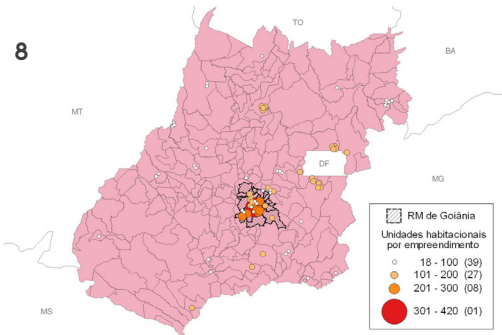 8
TO
BA
MT
DF
MG
MS
RM de Goiânia
Unidades habitacionais
por empreendimento
18 - 100 (39)
101 - 200 (27)
201 - 300 (08)
301 - 420 (01)